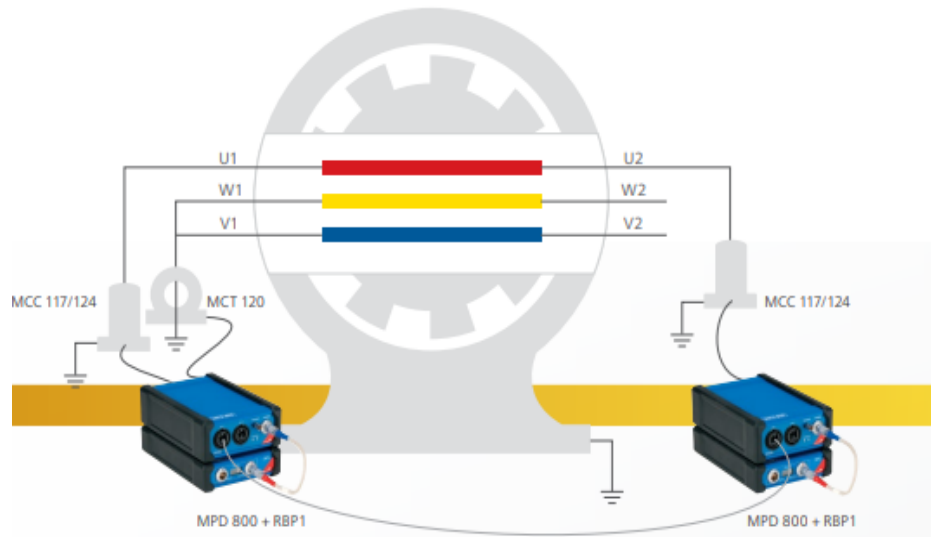 U1
U2
W1
W2
V1
V2
MCC 117/124
MCT 120
MCC 117/124
MPD 800 + RBP1
MPD 800 + RBP1